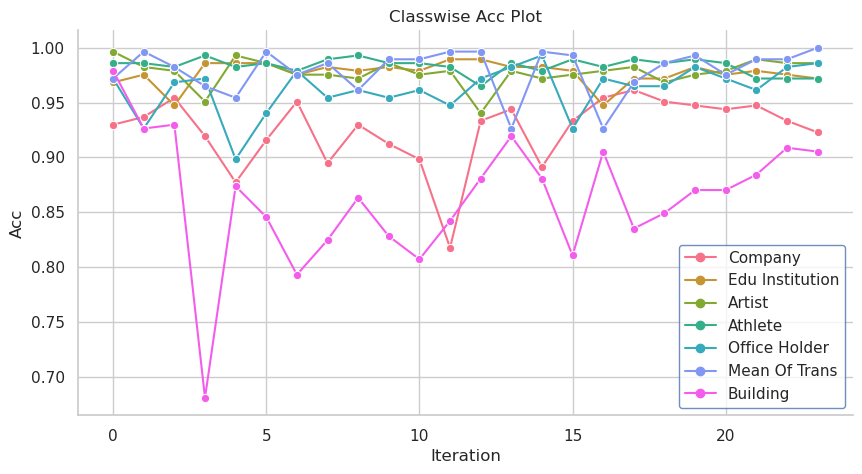 Classwise Acc Plot
1.00
0.95
0.90
0.85
0.80
0.75
0.70
Acc
0
5
10
15
20
Iteration
Company
Edu Institution
Artist
Athlete
Office Holder
Mean Of Trans
Building